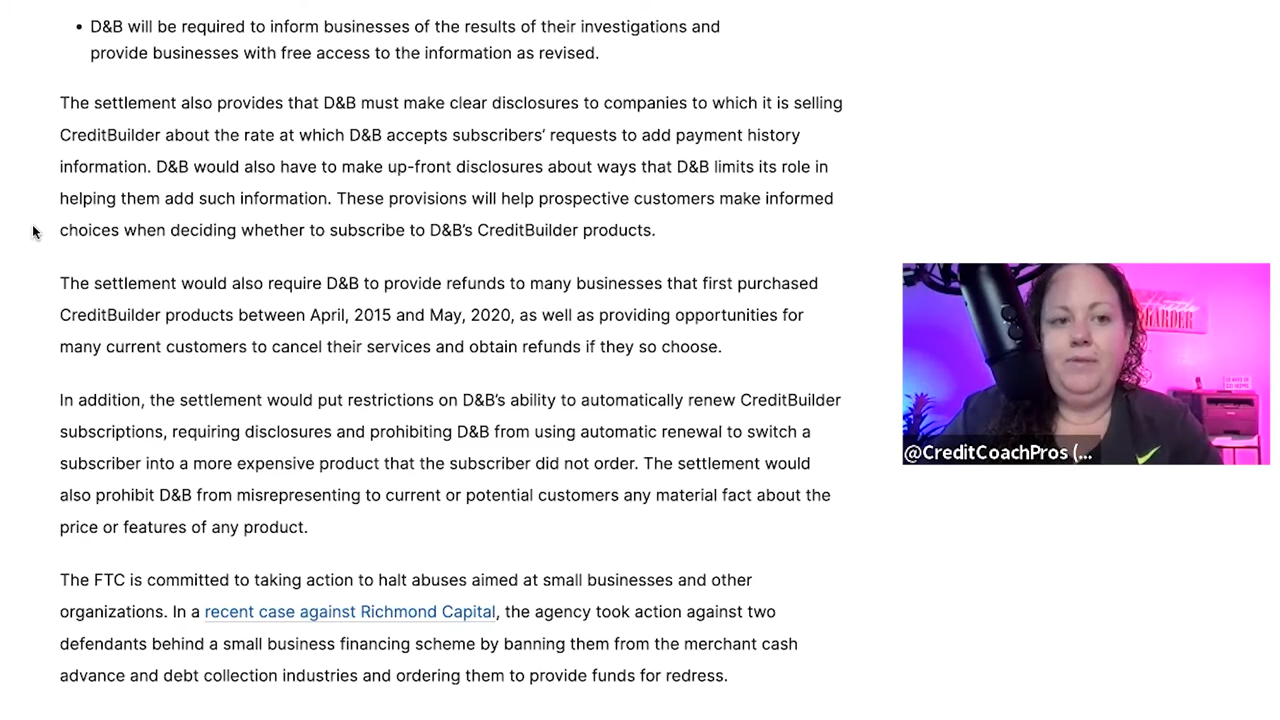 • D&B will be required to inform businesses of the results of their investigations and
provide businesses with free access to the information as revised.
The settlement also provides that D&B must make clear disclosures to companies to which it is selling
CreditBuilder about the rate at which D&B accepts subscribers’ requests to add payment history
information. D&B would also have to make up-front disclosures about ways that D&B limits its role in
helping them add such information. These provisions will help prospective customers make informed
choices when deciding whether to subscribe to D&B’s CreditBuilder products.
The settlement would also require D&B to provide refunds to many businesses that first purchased
CreditBuilder products between April, 2015 and May, 2020, as well as providing opportunities for
many current customers to cancel their services and obtain refunds if they so choose.
In addition, the settlement would put restrictions on D&B’s ability to automatically renew CreditBuilder
subscriptions, requiring disclosures and prohibiting D&B from using automatic renewal to switch a
subscriber into a more expensive product that the subscriber did not order. The settlement would
also prohibit D&B from misrepresenting to current or potential customers any material fact about the
price or features of any product.
The FTC is committed to taking action to halt abuses aimed at small businesses and other
organizations. In a recent case against Richmond Capital, the agency took action against two
defendants behind a small business financing scheme by banning them from the merchant cash
advance and debt collection industries and ordering them to provide funds for redress.
Hustle
HARDER
@CreditCoachPros (...